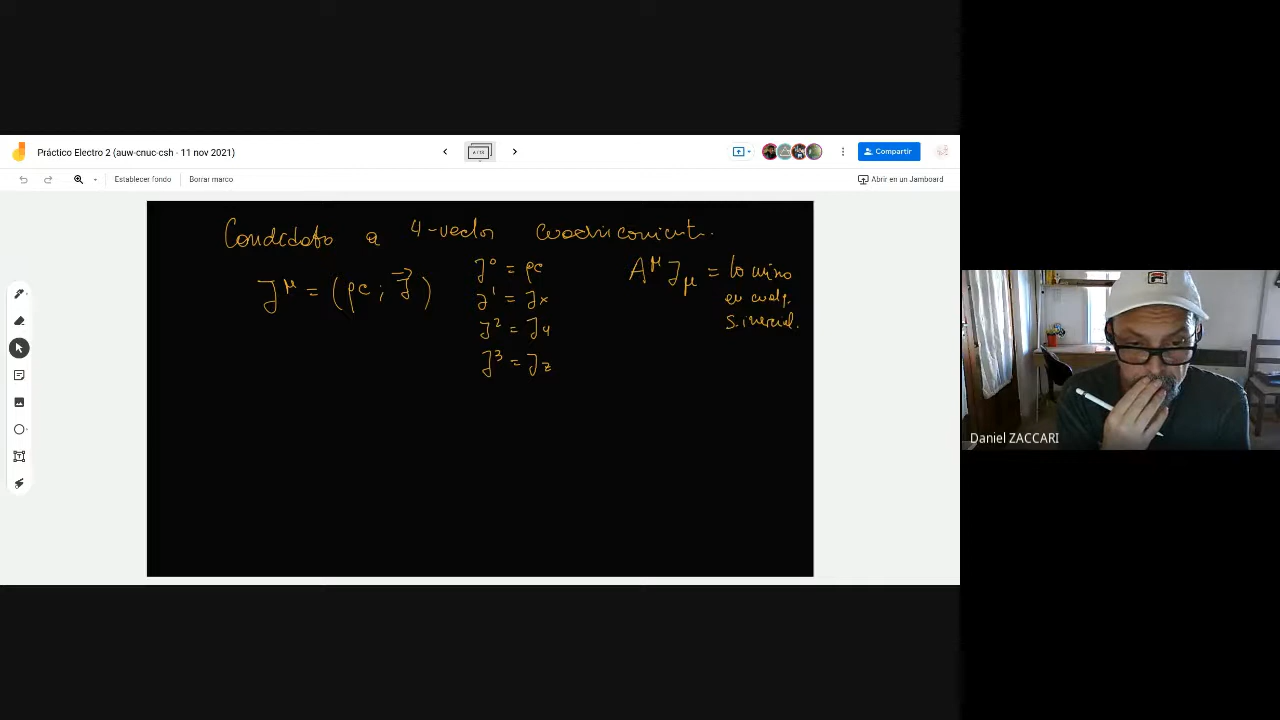 Práctico Electro 2 (auw-cnuc-csh - 11 nov 2021)
Compartir
Establecer fondo
Borrar marco
Abrir en un Jamboard
Candidato a 4-vector cuadricorriente.
J^μ = (ρc ; J⃗)
J^0 = ρc
J^1 = Jx
J^2 = Jy
J^3 = Jz
A^μ J_μ = lo mismo
en cualq.
S. inercial.
Daniel ZACCARI